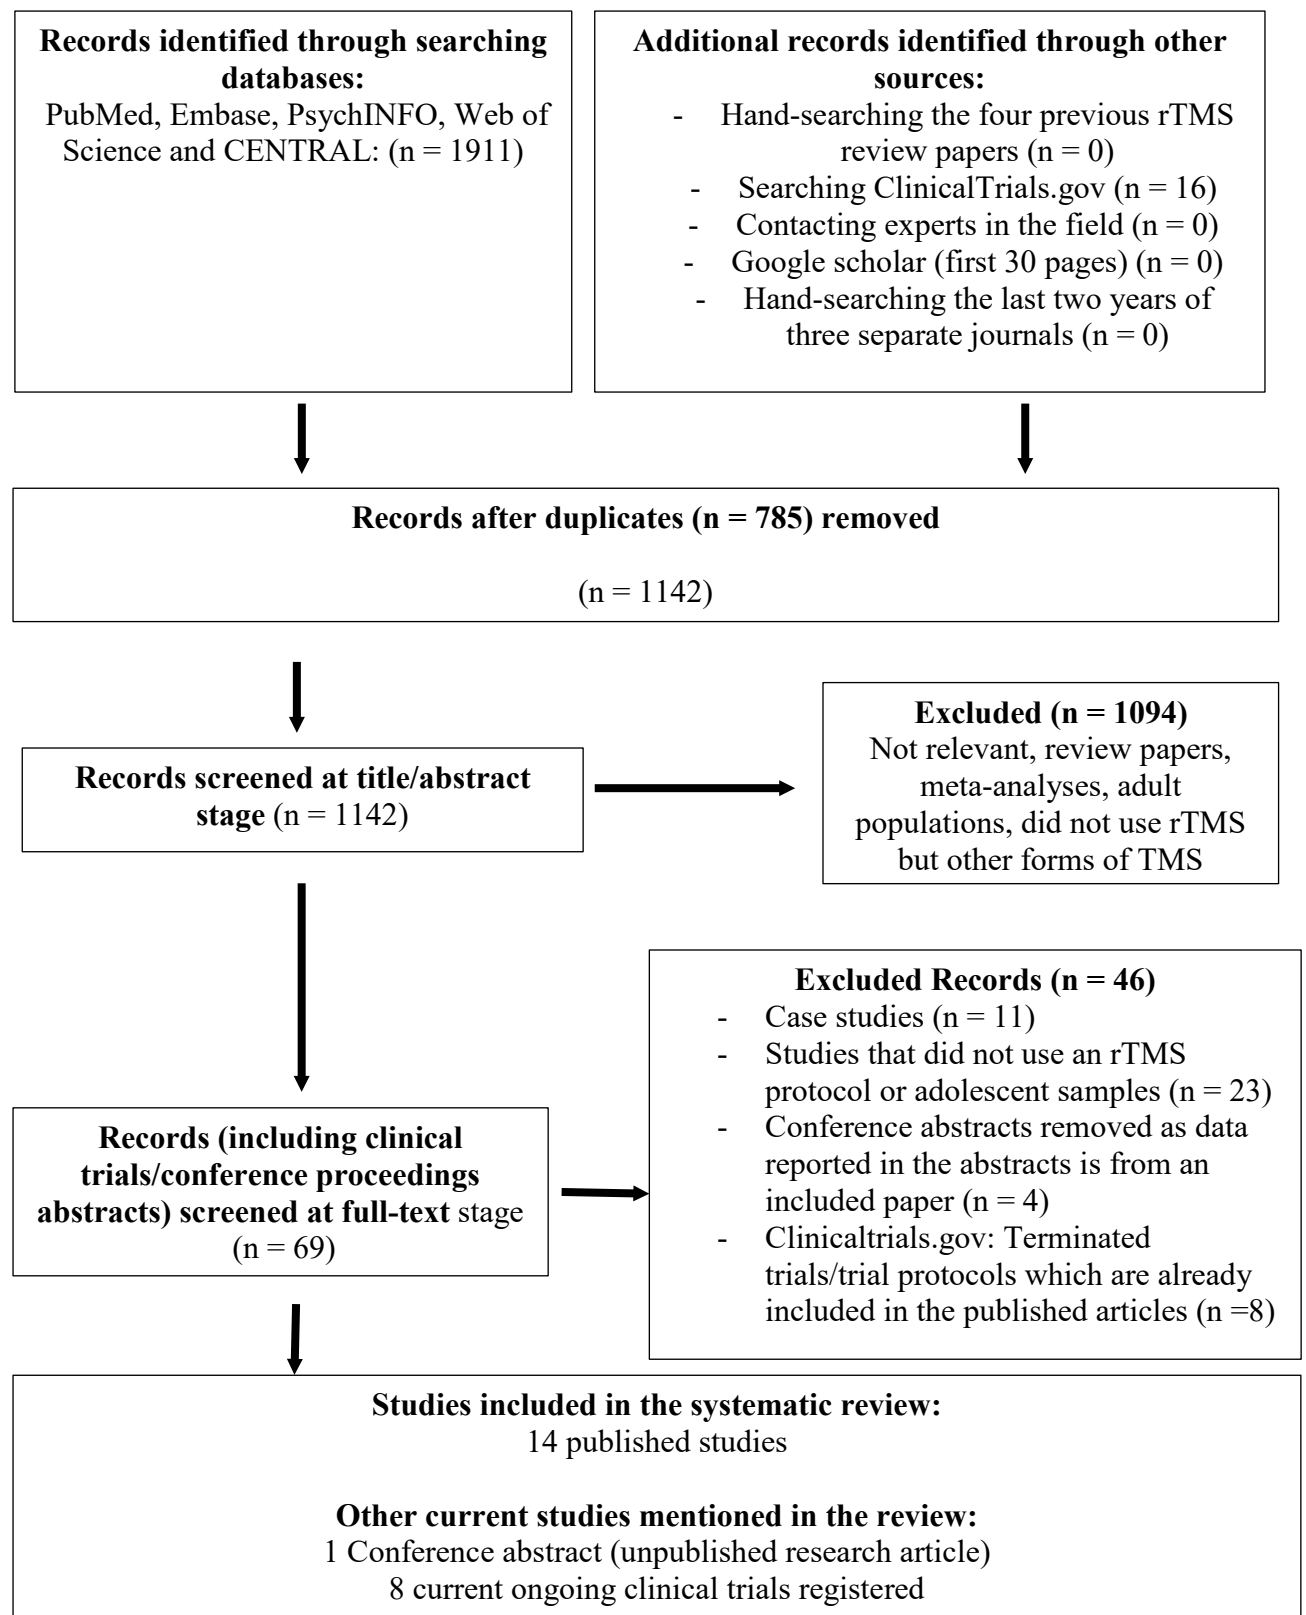 Records identified through searching
databases:
PubMed, Embase, PsychINFO, Web of
Science and CENTRAL: (n = 1911)
Additional records identified through other
sources:
- Hand-searching the four previous rTMS
review papers (n = 0)
- Searching ClinicalTrials.gov (n = 16)
- Contacting experts in the field (n = 0)
- Google scholar (first 30 pages) (n = 0)
- Hand-searching the last two years of
three separate journals (n = 0)
Records after duplicates (n = 785) removed
(n = 1142)
Records screened at title/abstract
stage (n = 1142)
Excluded (n = 1094)
Not relevant, review papers,
meta-analyses, adult
populations, did not use rTMS
but other forms of TMS
Records (including clinical
trials/conference proceedings
abstracts) screened at full-text stage
(n = 69)
Excluded Records (n = 46)
- Case studies (n = 11)
- Studies that did not use an rTMS
protocol or adolescent samples (n = 23)
- Conference abstracts removed as data
reported in the abstracts is from an
included paper (n = 4)
- Clinicaltrials.gov: Terminated
trials/trial protocols which are already
included in the published articles (n =8)
Studies included in the systematic review:
14 published studies
Other current studies mentioned in the review:
1 Conference abstract (unpublished research article)
8 current ongoing clinical trials registered